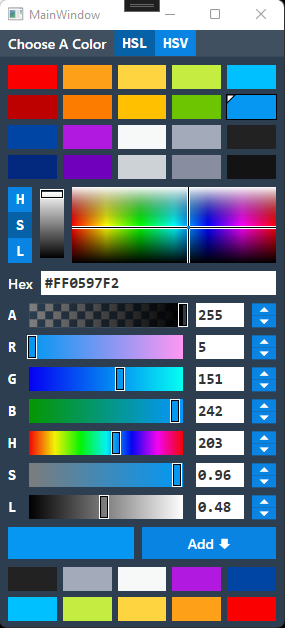 MainWindow
Choose A Color HSL HSV
H
S
L
Hex #FF0597F2
A 255
R 5
G 151
B 242
H 203
S 0.96
L 0.48
Add